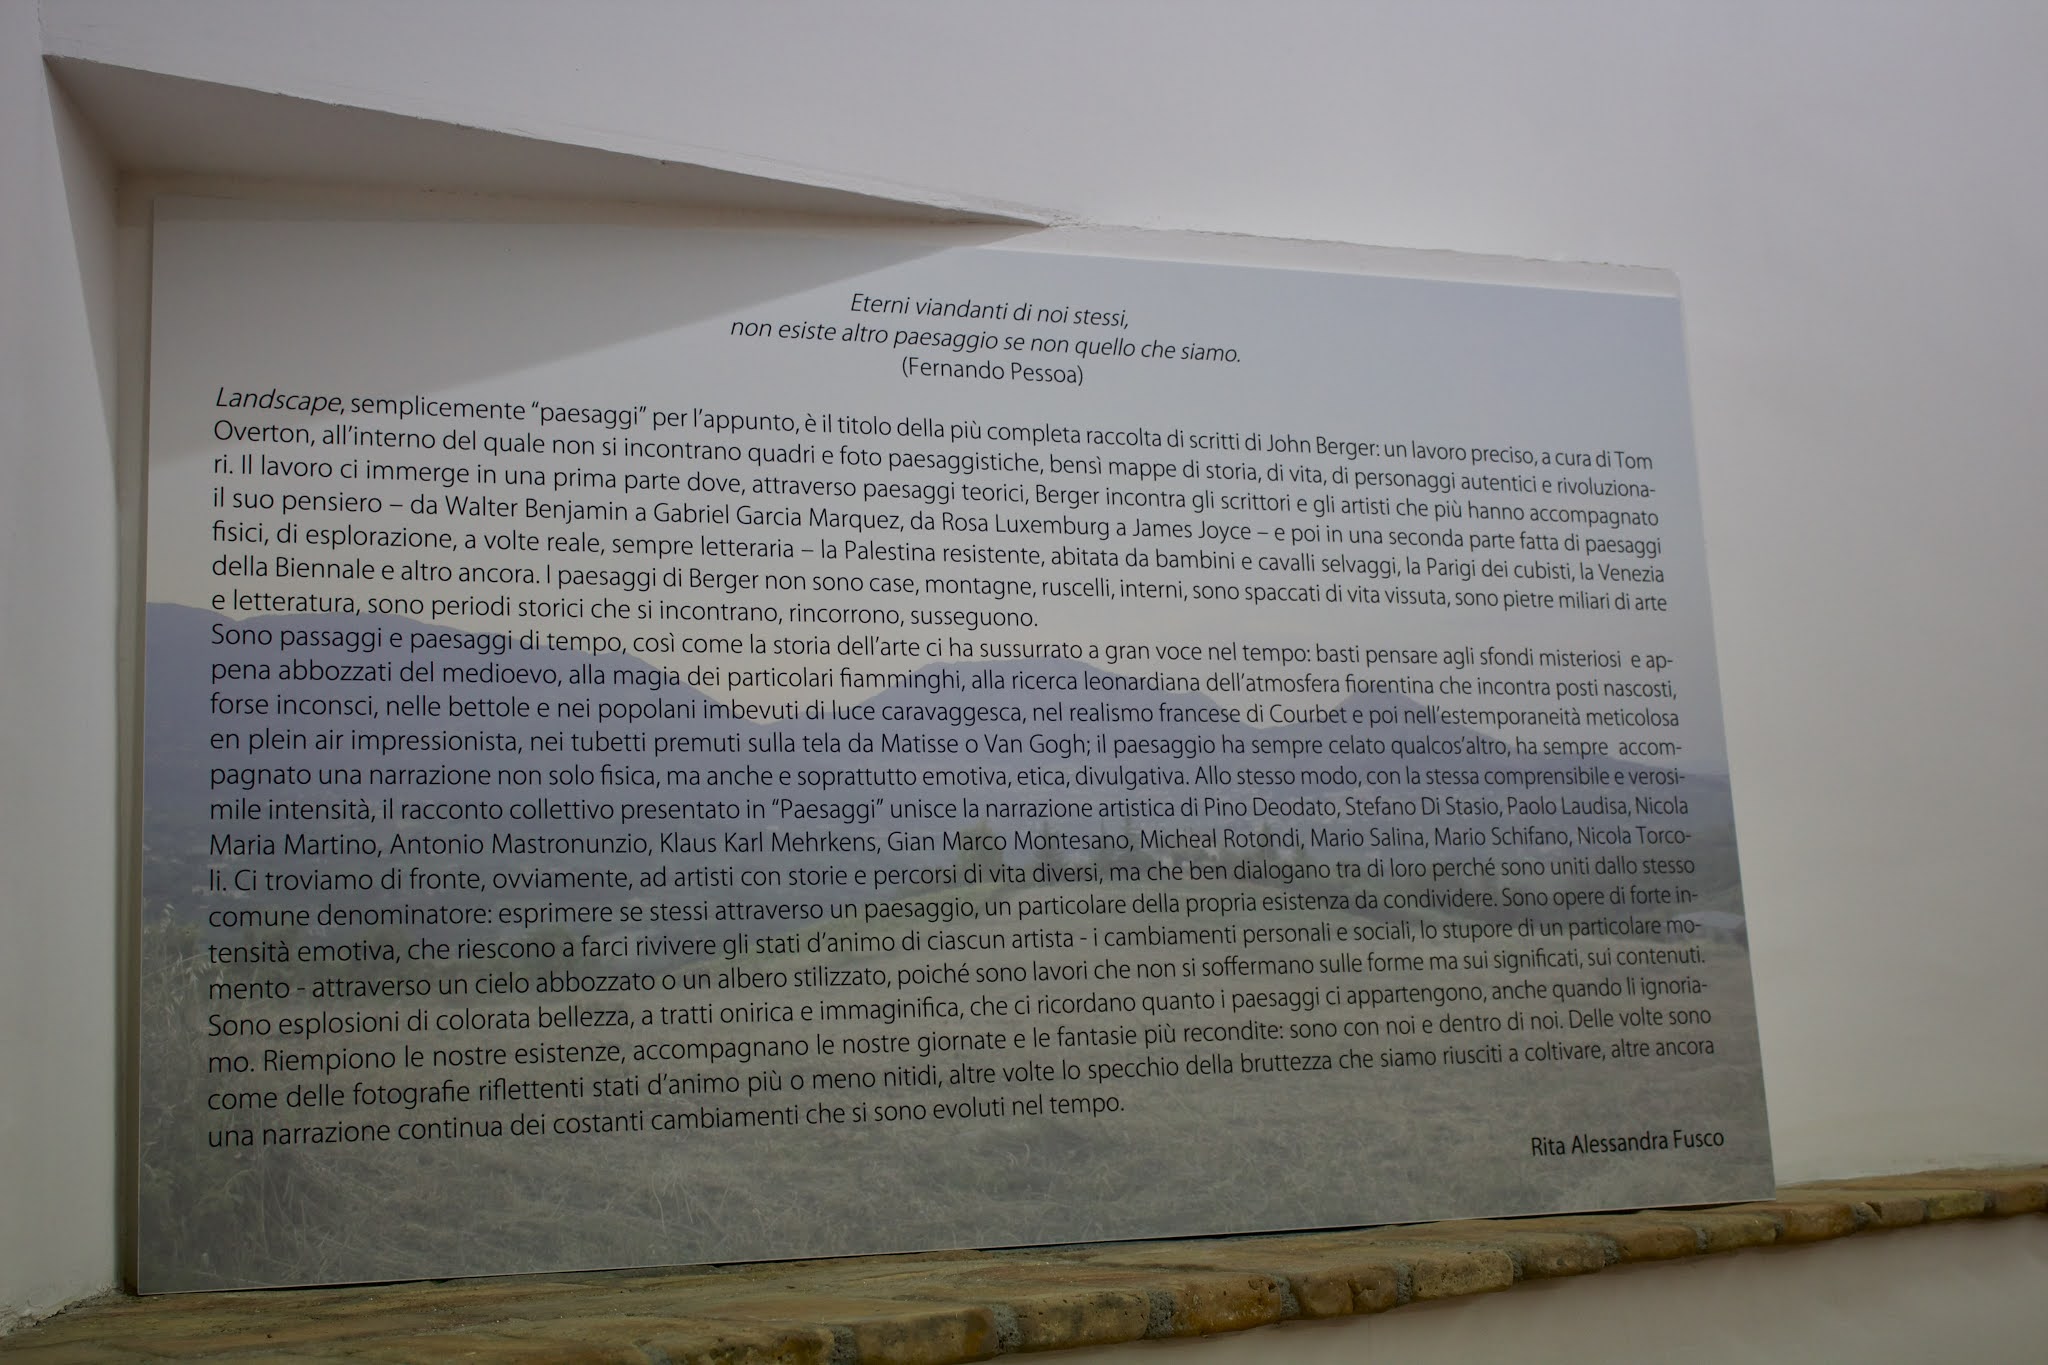 Eterni viandanti di noi stessi,
non esiste altro paesaggio se non quello che siamo.
(Fernando Pessoa)
Landscape, semplicemente “paesaggi” per l’appunto, è il titolo della più completa raccolta di scritti di John Berger: un lavoro preciso, a cura di Tom
Overton, all’interno del quale non si incontrano quadri e foto paesaggistiche, bensì mappe di storia, di vita, di personaggi autentici e rivoluziona-
ri. Il lavoro ci immerge in una prima parte dove, attraverso paesaggi teorici, Berger incontra gli scrittori e gli artisti che più hanno accompagnato
il suo pensiero – da Walter Benjamin a Gabriel Garcia Marquez, da Rosa Luxemburg a James Joyce – e poi in una seconda parte fatta di paesaggi
fisici, di esplorazione, a volte reale, sempre letteraria – la Palestina resistente, abitata da bambini e cavalli selvaggi, la Parigi dei cubisti, la Venezia
della Biennale e altro ancora. I paesaggi di Berger non sono case, montagne, ruscelli, interni, sono spaccati di vita vissuta, sono pietre miliari di arte
e letteratura, sono periodi storici che si incontrano, rincorrono, susseguono.
Sono passaggi e paesaggi di tempo, così come la storia dell’arte ci ha sussurrato a gran voce nel tempo: basti pensare agli sfondi misteriosi e ap-
pena abbozzati del medioevo, alla magia dei particolari fiamminghi, alla ricerca leonardiana dell’atmosfera fiorentina che incontra posti nascosti,
forse inconsci, nelle bettole e nei popolani imbevuti di luce caravaggesca, nel realismo francese di Courbet e poi nell’estemporaneità meticolosa
en plein air impressionista, nei tubetti premuti sulla tela da Matisse o Van Gogh; il paesaggio ha sempre celato qualcos’altro, ha sempre accom-
pagnato una narrazione non solo fisica, ma anche e soprattutto emotiva, etica, divulgativa. Allo stesso modo, con la stessa comprensibile e verosi-
mile intensità, il racconto collettivo presentato in “Paesaggi” unisce la narrazione artistica di Pino Deodato, Stefano Di Stasio, Paolo Laudisa, Nicola
Maria Martino, Antonio Mastronunzio, Klaus Karl Mehrkens, Gian Marco Montesano, Micheal Rotondi, Mario Salina, Mario Schifano, Nicola Torco-
li. Ci troviamo di fronte, ovviamente, ad artisti con storie e percorsi di vita diversi, ma che ben dialogano tra di loro perché sono uniti dallo stesso
comune denominatore: esprimere se stessi attraverso un paesaggio, un particolare della propria esistenza da condividere. Sono opere di forte in-
tensità emotiva, che riescono a farci rivivere gli stati d’animo di ciascun artista - i cambiamenti personali e sociali, lo stupore di un particolare mo-
mento - attraverso un cielo abbozzato o un albero stilizzato, poiché sono lavori che non si soffermano sulle forme ma sui significati, sui contenuti.
Sono esplosioni di colorata bellezza, a tratti onirica e immaginifica, che ci ricordano quanto i paesaggi ci appartengono, anche quando li ignoria-
mo. Riempiono le nostre esistenze, accompagnano le nostre giornate e le fantasie più recondite: sono con noi e dentro di noi. Delle volte sono
come delle fotografie riflettenti stati d’animo più o meno nitidi, altre volte lo specchio della bruttezza che siamo riusciti a coltivare, altre ancora
una narrazione continua dei costanti cambiamenti che si sono evoluti nel tempo.
Rita Alessandra Fusco